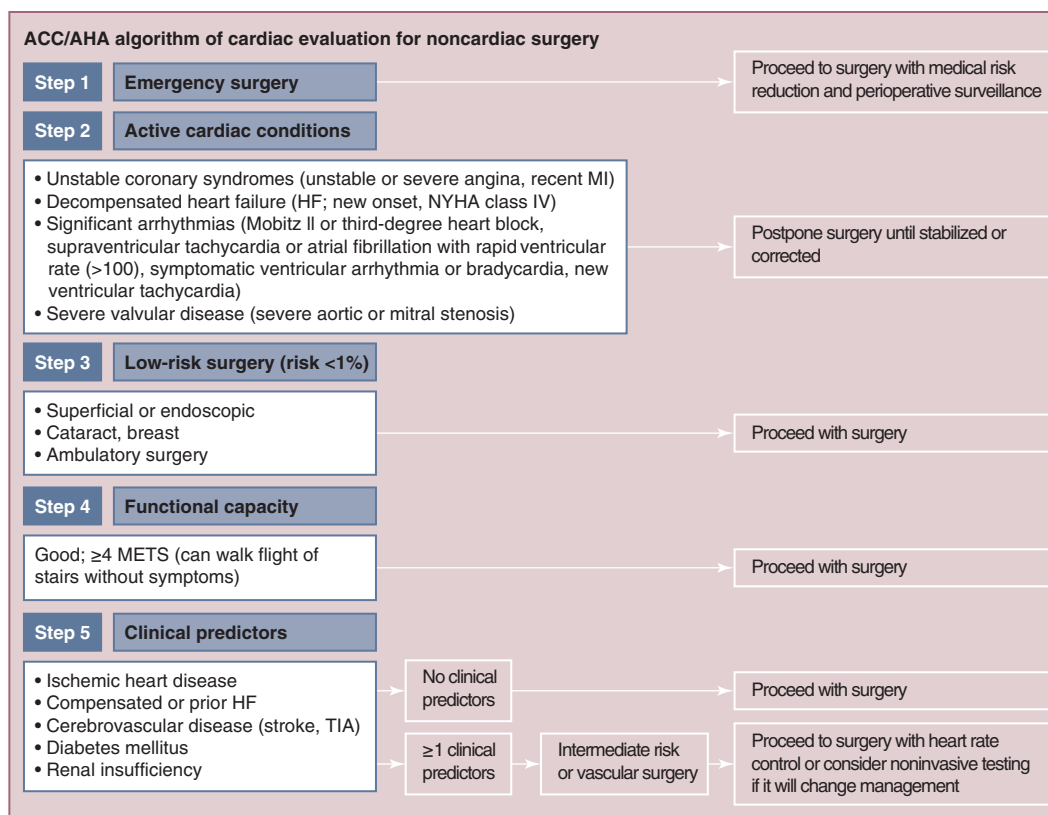 ACC/AHA algorithm of cardiac evaluation for noncardiac surgery
Step 1
Emergency surgery
Proceed to surgery with medical risk
reduction and perioperative surveillance
Step 2
Active cardiac conditions
• Unstable coronary syndromes (unstable or severe angina, recent MI)
• Decompensated heart failure (HF; new onset, NYHA class IV)
• Significant arrhythmias (Mobitz II or third-degree heart block,
supraventricular tachycardia or atrial fibrillation with rapid ventricular
rate (>100), symptomatic ventricular arrhythmia or bradycardia, new
ventricular tachycardia)
• Severe valvular disease (severe aortic or mitral stenosis)
Postpone surgery until stabilized or
corrected
Step 3
Low-risk surgery (risk <1%)
• Superficial or endoscopic
• Cataract, breast
• Ambulatory surgery
Proceed with surgery
Step 4
Functional capacity
Good; ≥4 METS (can walk flight of
stairs without symptoms)
Proceed with surgery
Step 5
Clinical predictors
• Ischemic heart disease
• Compensated or prior HF
• Cerebrovascular disease (stroke, TIA)
• Diabetes mellitus
• Renal insufficiency
No clinical
predictors
Proceed with surgery
≥1 clinical
predictors
Intermediate risk
or vascular surgery
Proceed to surgery with heart rate
control or consider noninvasive testing
if it will change management